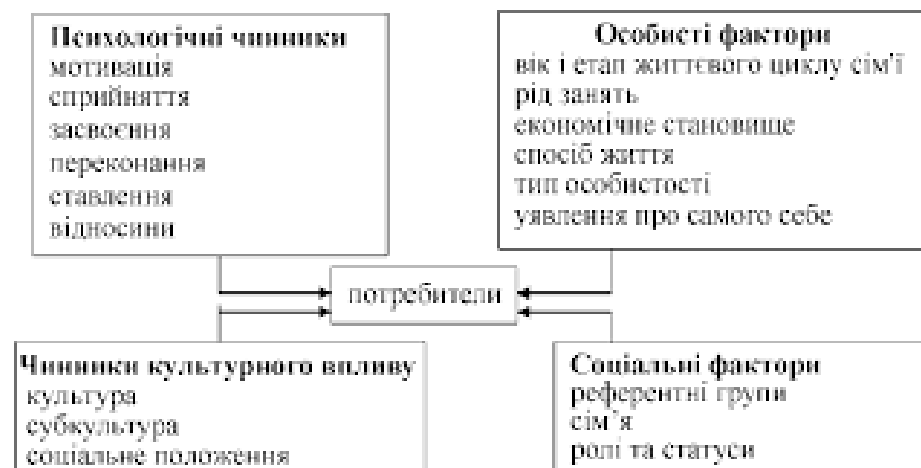 Психологічні чинники
мотивація
сприйняття
засвоєння
переконання
ставлення
відносини
Особисті фактори
вік і етап життєвого циклу сім'ї
рід занять
економічне становище
спосіб життя
тип особистості
уявлення про самого себе
потребители
Чинники культурного впливу
культура
субкультура
соціальне положення
Соціальні фактори
референтні групи
сім´я
ролі та статуси